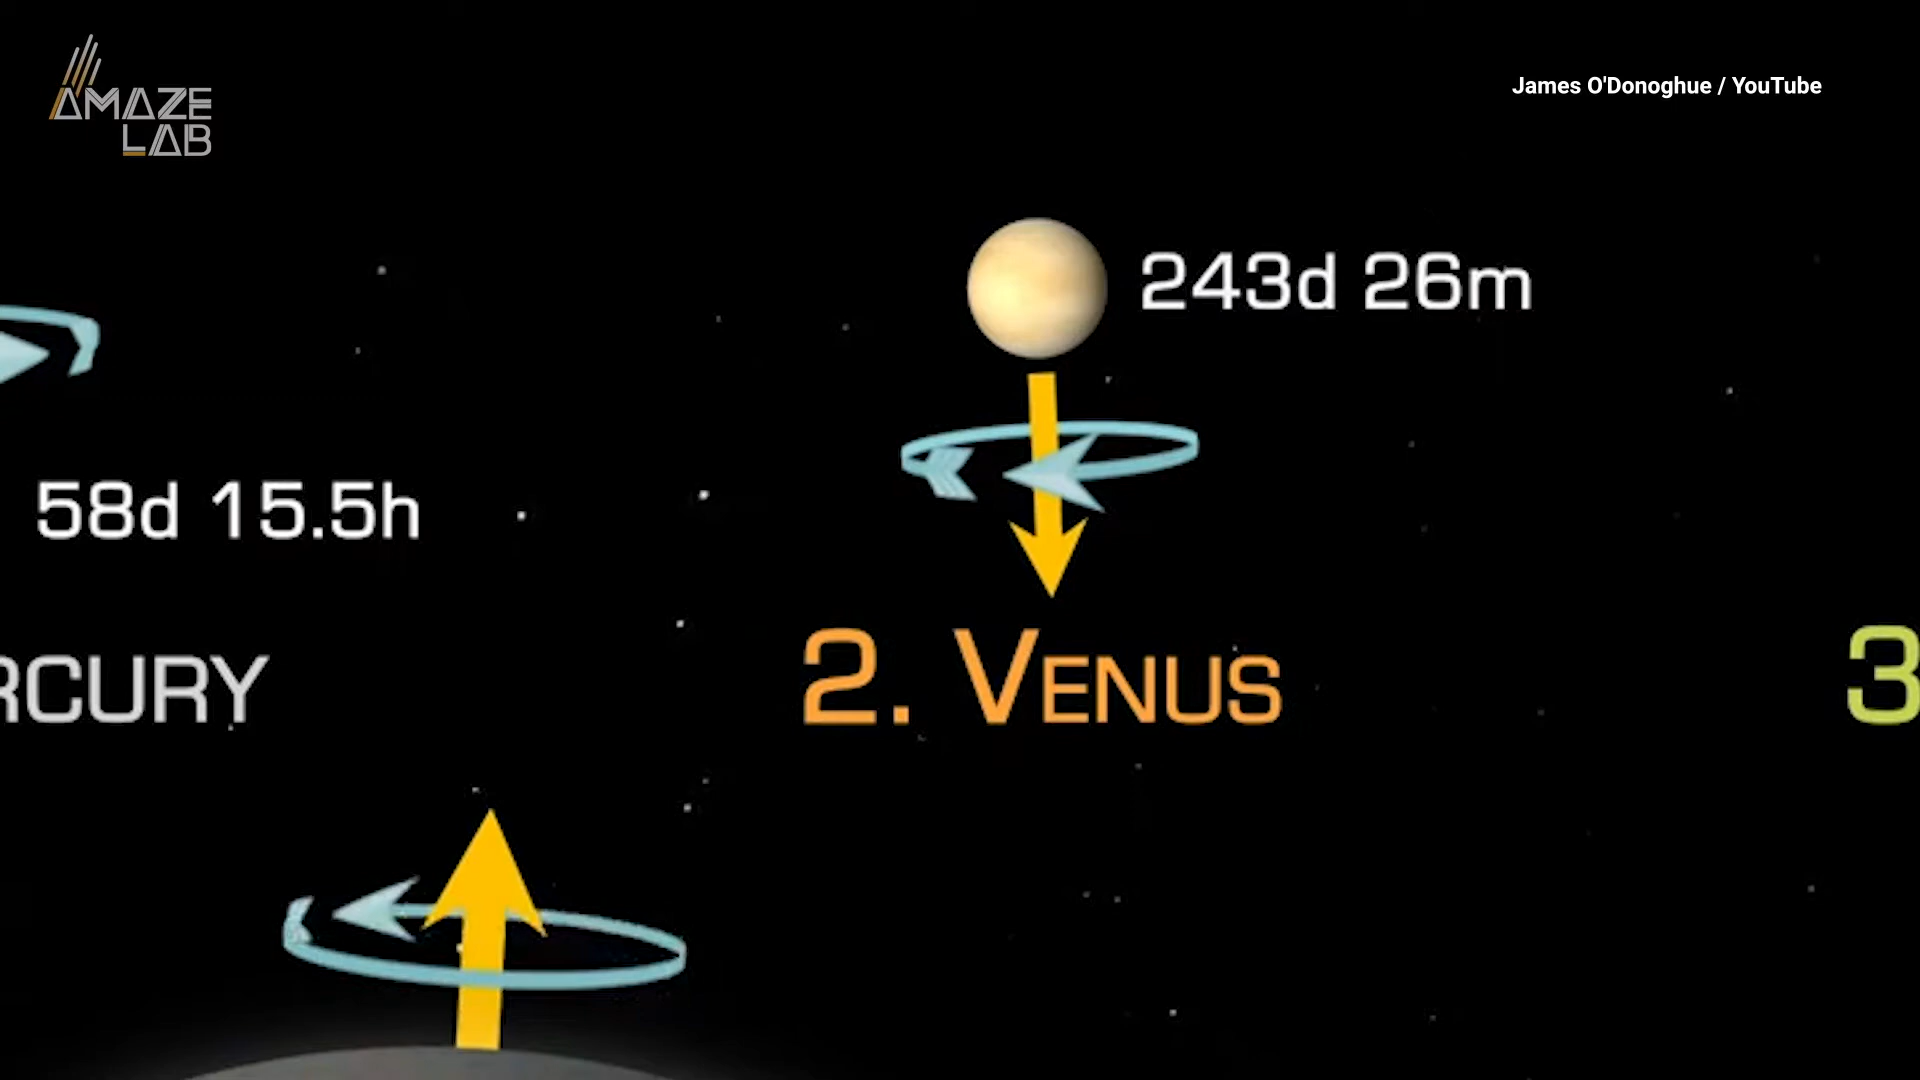 AMAZE
LAB
James O'Donoghue / YouTube
243d 26m
58d 15.5h
RCURY
2. VENUS
3